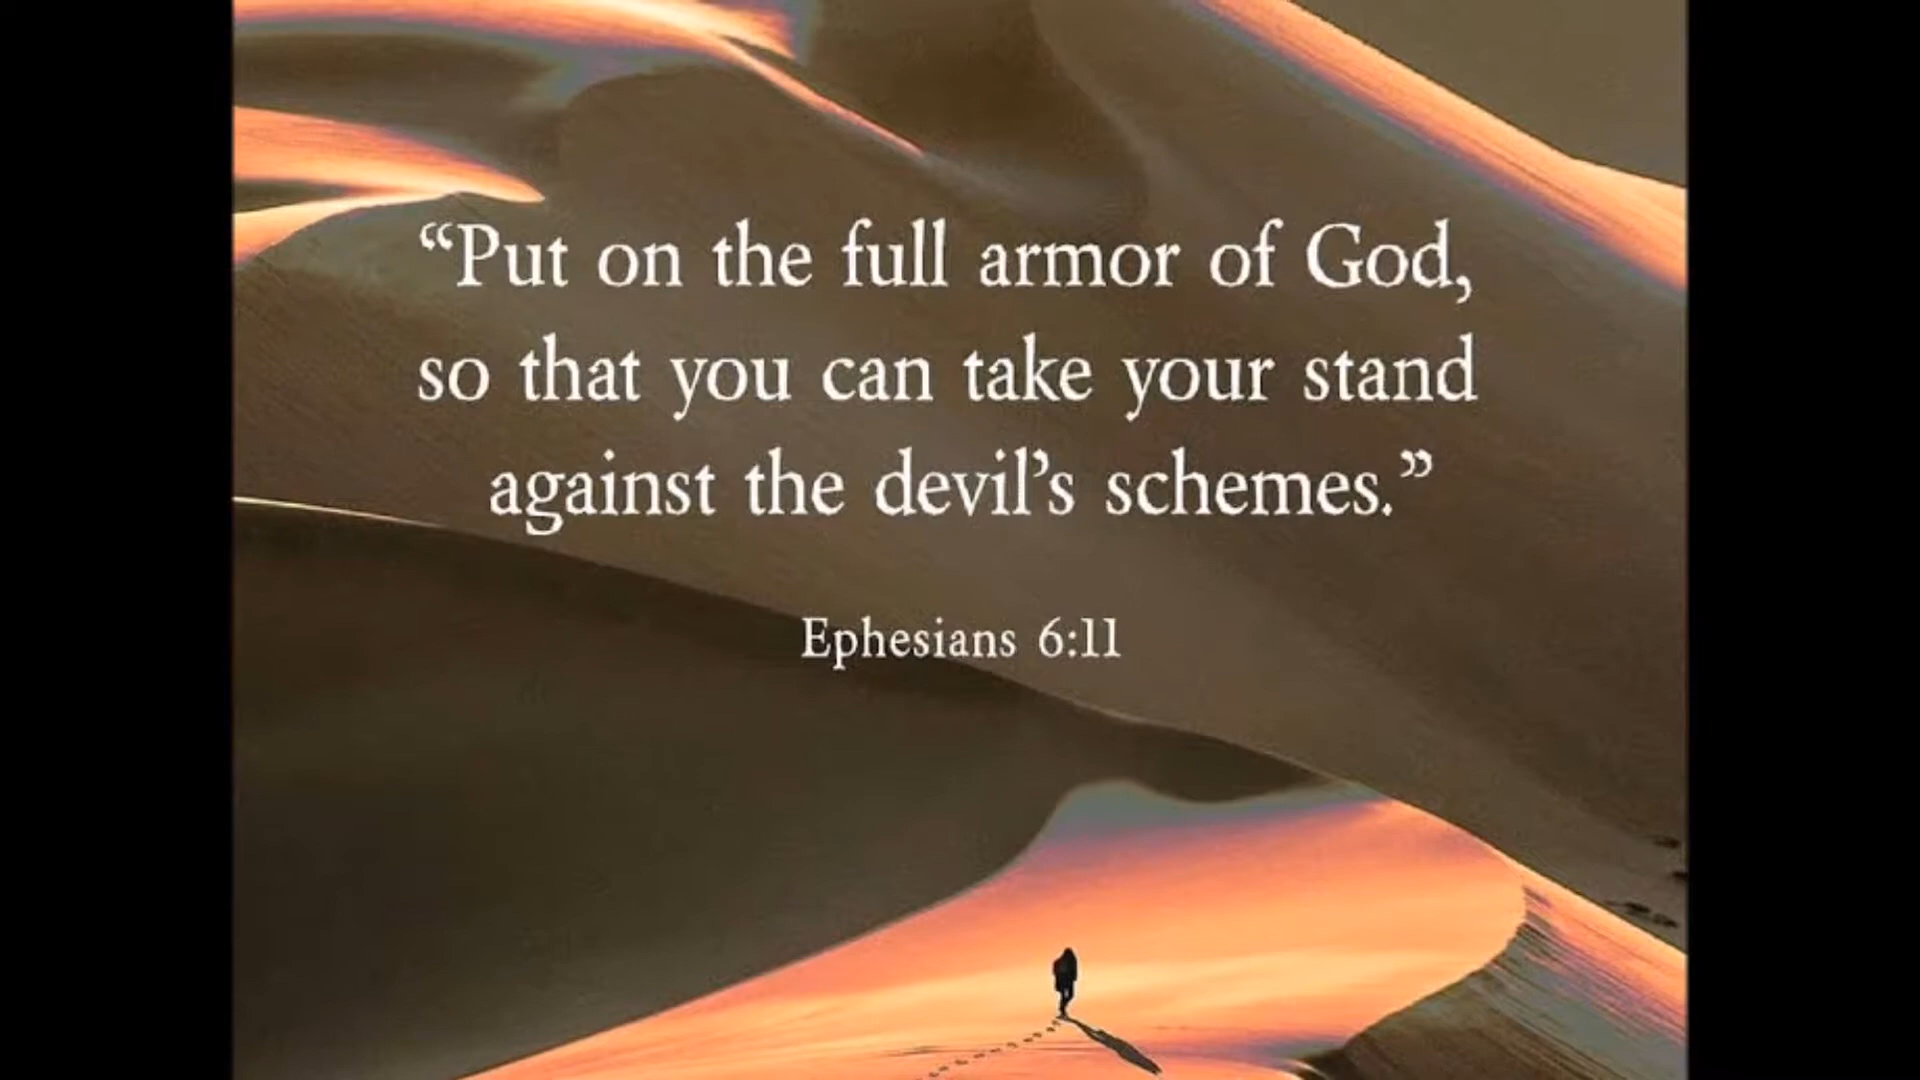 “Put on the full armor of God,
so that you can take your stand
against the devil’s schemes.”
Ephesians 6:11